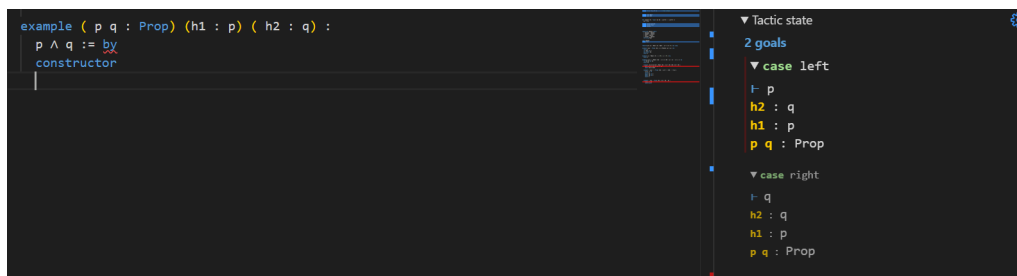 example ( p q : Prop) (h1 : p) ( h2 : q) :
p ∧ q := by
constructor
▼ Tactic state
2 goals
▼ case left
⊢ p
h2 : q
h1 : p
p q : Prop
▼ case right
⊢ q
h2 : q
h1 : p
p q : Prop